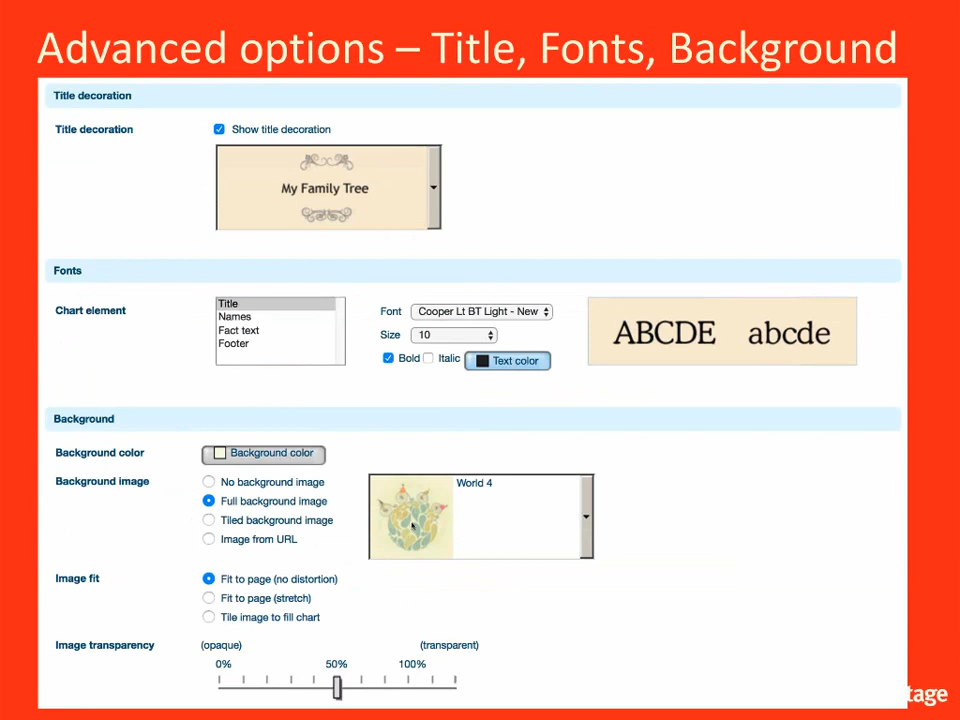 Advanced options – Title, Fonts, Background
Title decoration
Title decoration
Show title decoration
My Family Tree
Fonts
Chart element
Title
Names
Fact text
Footer
Font
Cooper Lt BT Light - New
Size
10
Bold
Italic
Text color
ABCDE abcde
Background
Background color
Background color
Background image
No background image
Full background image
Tiled background image
Image from URL
World 4
Image fit
Fit to page (no distortion)
Fit to page (stretch)
Tile image to fill chart
Image transparency
(opaque)
(transparent)
0%
50%
100%
tage